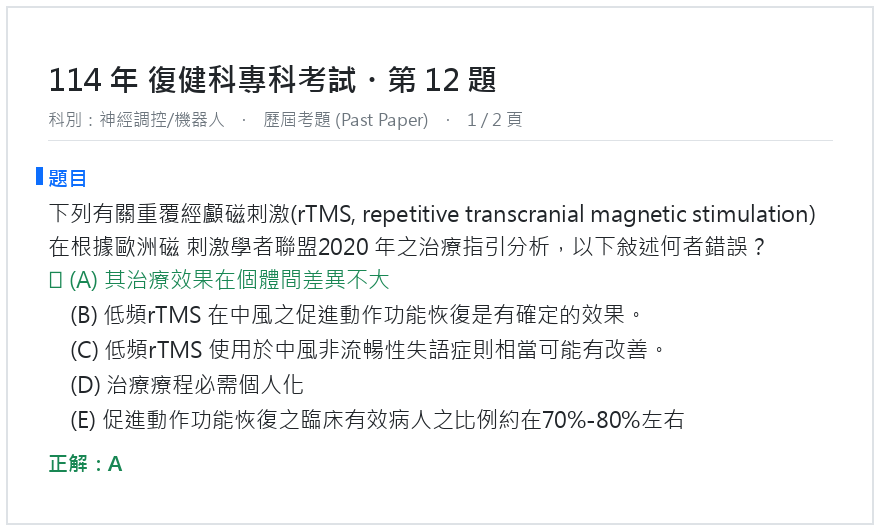 114 年 復健科專科考試・第 12 題
科別：神經調控/機器人 · 歷屆考題 (Past Paper) · 1 / 2 頁
題目
下列有關重覆經顱磁刺激(rTMS, repetitive transcranial magnetic stimulation)
在根據歐洲磁 刺激學者聯盟2020 年之治療指引分析，以下敍述何者錯誤？
(A) 其治療效果在個體間差異不大
(B) 低頻rTMS 在中風之促進動作功能恢復是有確定的效果。
(C) 低頻rTMS 使用於中風非流暢性失語症則相當可能有改善。
(D) 治療療程必需個人化
(E) 促進動作功能恢復之臨床有效病人之比例約在70%-80%左右
正解：A